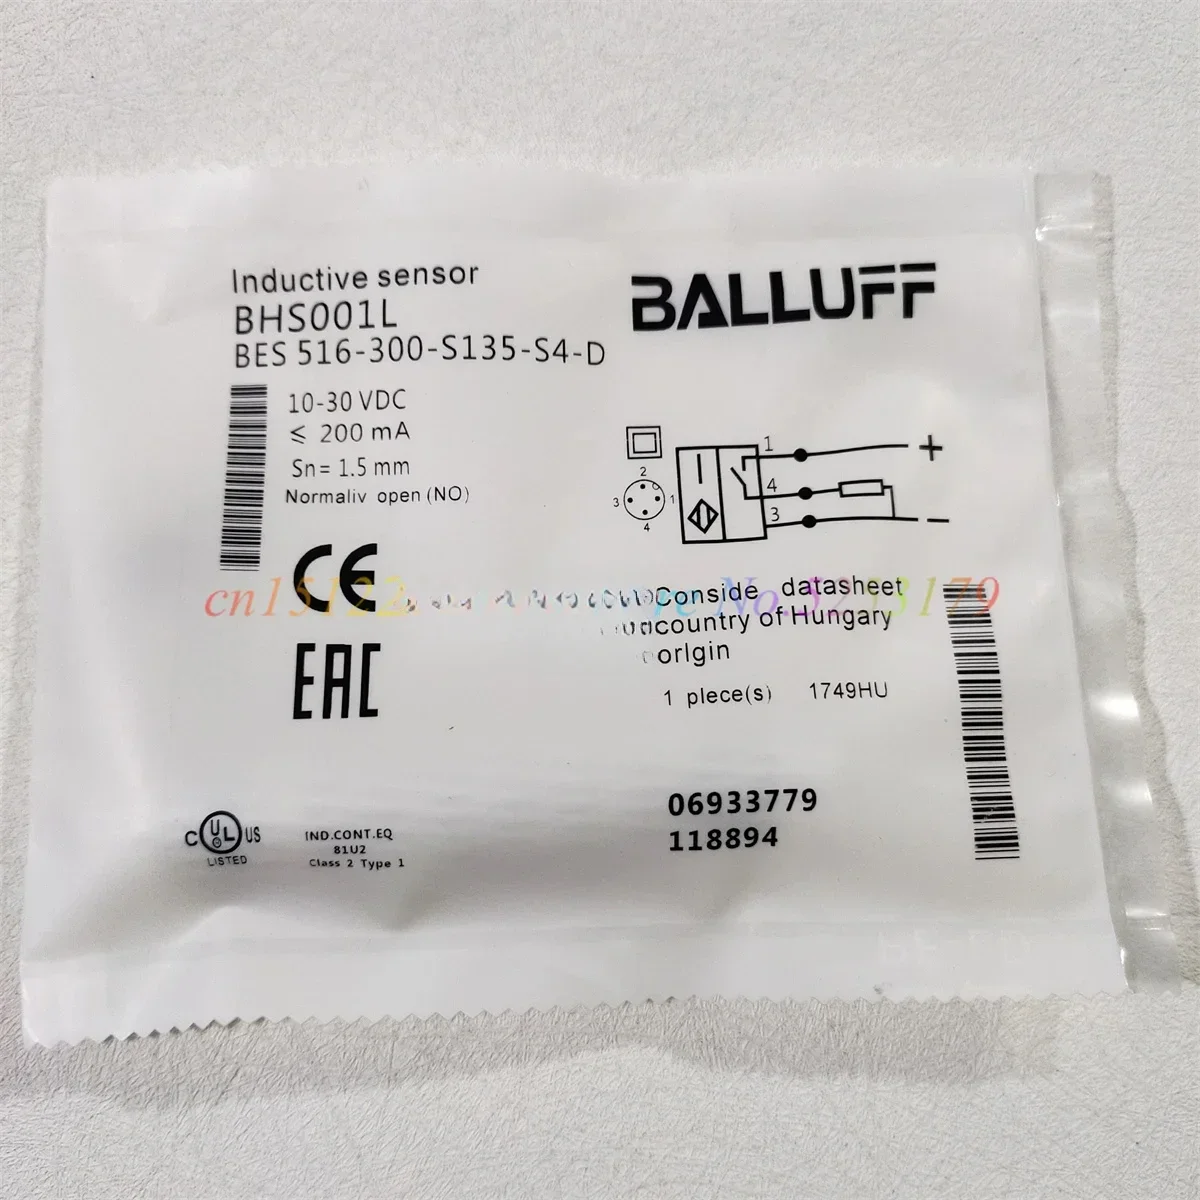 Inductive sensor
BHS001L
BES 516-300-S135-S4-D
BALLUFF
10-30 VDC
≤ 200 mA
Sn= 1.5 mm
Normaliv open (NO)
1
+
2
3
1
4
4
3
−
CE
Conside datasheet
country of Hungary
orlgin
EAC
1 plece(s) 1749HU
06933779
118894
C UL US
LISTED
IND.CONT.EQ
81U2
Class 2 Type 1